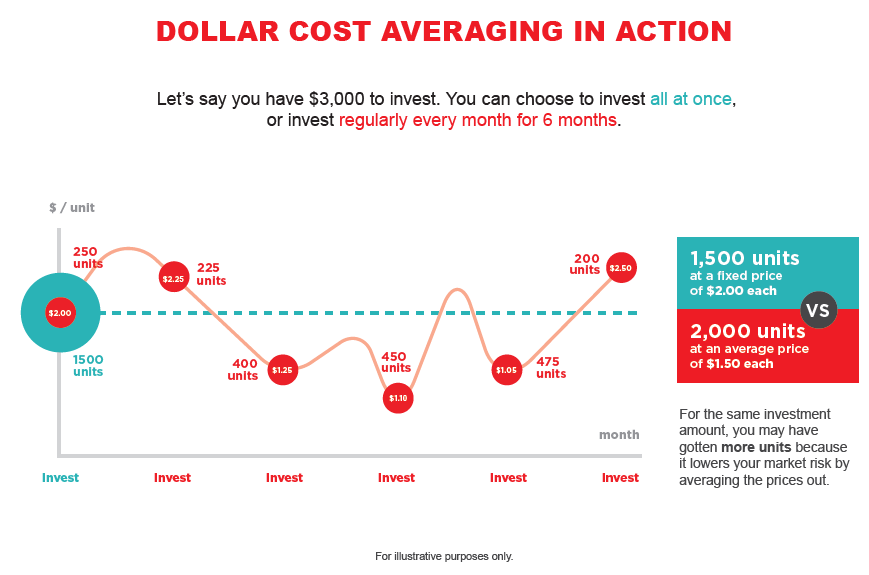 DOLLAR COST AVERAGING IN ACTION
Let's say you have $3,000 to invest. You can choose to invest all at once,
or invest regularly every month for 6 months.
$ / unit
250
units
$2.00
1500
units
$2.25
225
units
400
units
$1.25
450
units
$1.10
$1.05
475
units
200
units
$2.50
month
Invest
Invest
Invest
Invest
Invest
Invest
1,500 units
at a fixed price
of $2.00 each
VS
2,000 units
at an average price
of $1.50 each
For the same investment
amount, you may have
gotten more units because
it lowers your market risk by
averaging the prices out.
For illustrative purposes only.